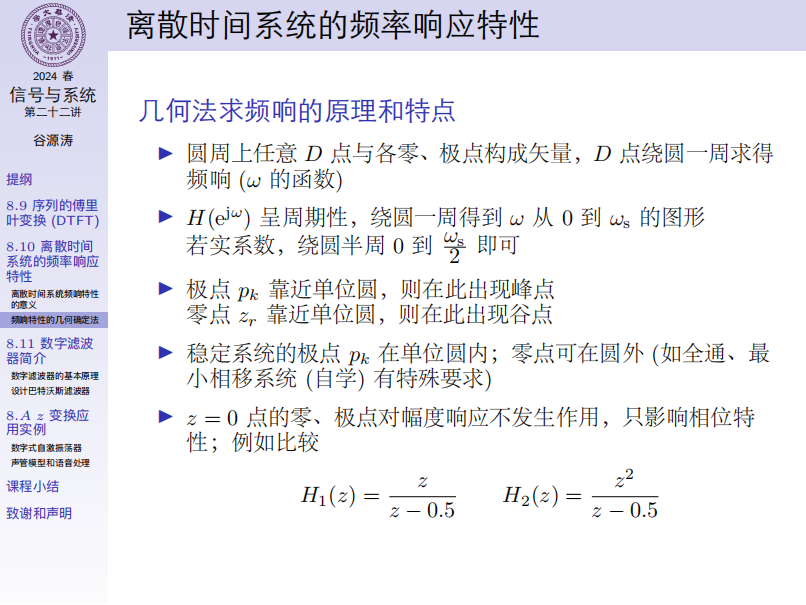 离散时间系统的频率响应特性
2024 春
信号与系统
第二十二讲
谷源涛
提纲
8.9 序列的傅里
叶变换 (DTFT)
8.10 离散时间
系统的频率响应
特性
离散时间系统频响特性
的意义
频响特性的几何确定法
8.11 数字滤波
器简介
数字滤波器的基本原理
设计巴特沃斯滤波器
8.A z 变换应
用实例
数字式自激振荡器
声管模型和语音处理
课程小结
致谢和声明
几何法求频响的原理和特点
▶ 圆周上任意 D 点与各零、极点构成矢量，D 点绕圆一周求得
频响 (ω 的函数)
▶ H(e^{jω}) 呈周期性，绕圆一周得到 ω 从 0 到 ω_s 的图形
若实系数，绕圆半周 0 到 ω_s/2 即可
▶ 极点 p_k 靠近单位圆，则在此出现峰点
零点 z_r 靠近单位圆，则在此出现谷点
▶ 稳定系统的极点 p_k 在单位圆内；零点可在圆外 (如全通、最
小相移系统 (自学) 有特殊要求)
▶ z = 0 点的零、极点对幅度响应不发生作用，只影响相位特
性；例如比较
H_1(z) = z/(z − 0.5) H_2(z) = z^2/(z − 0.5)